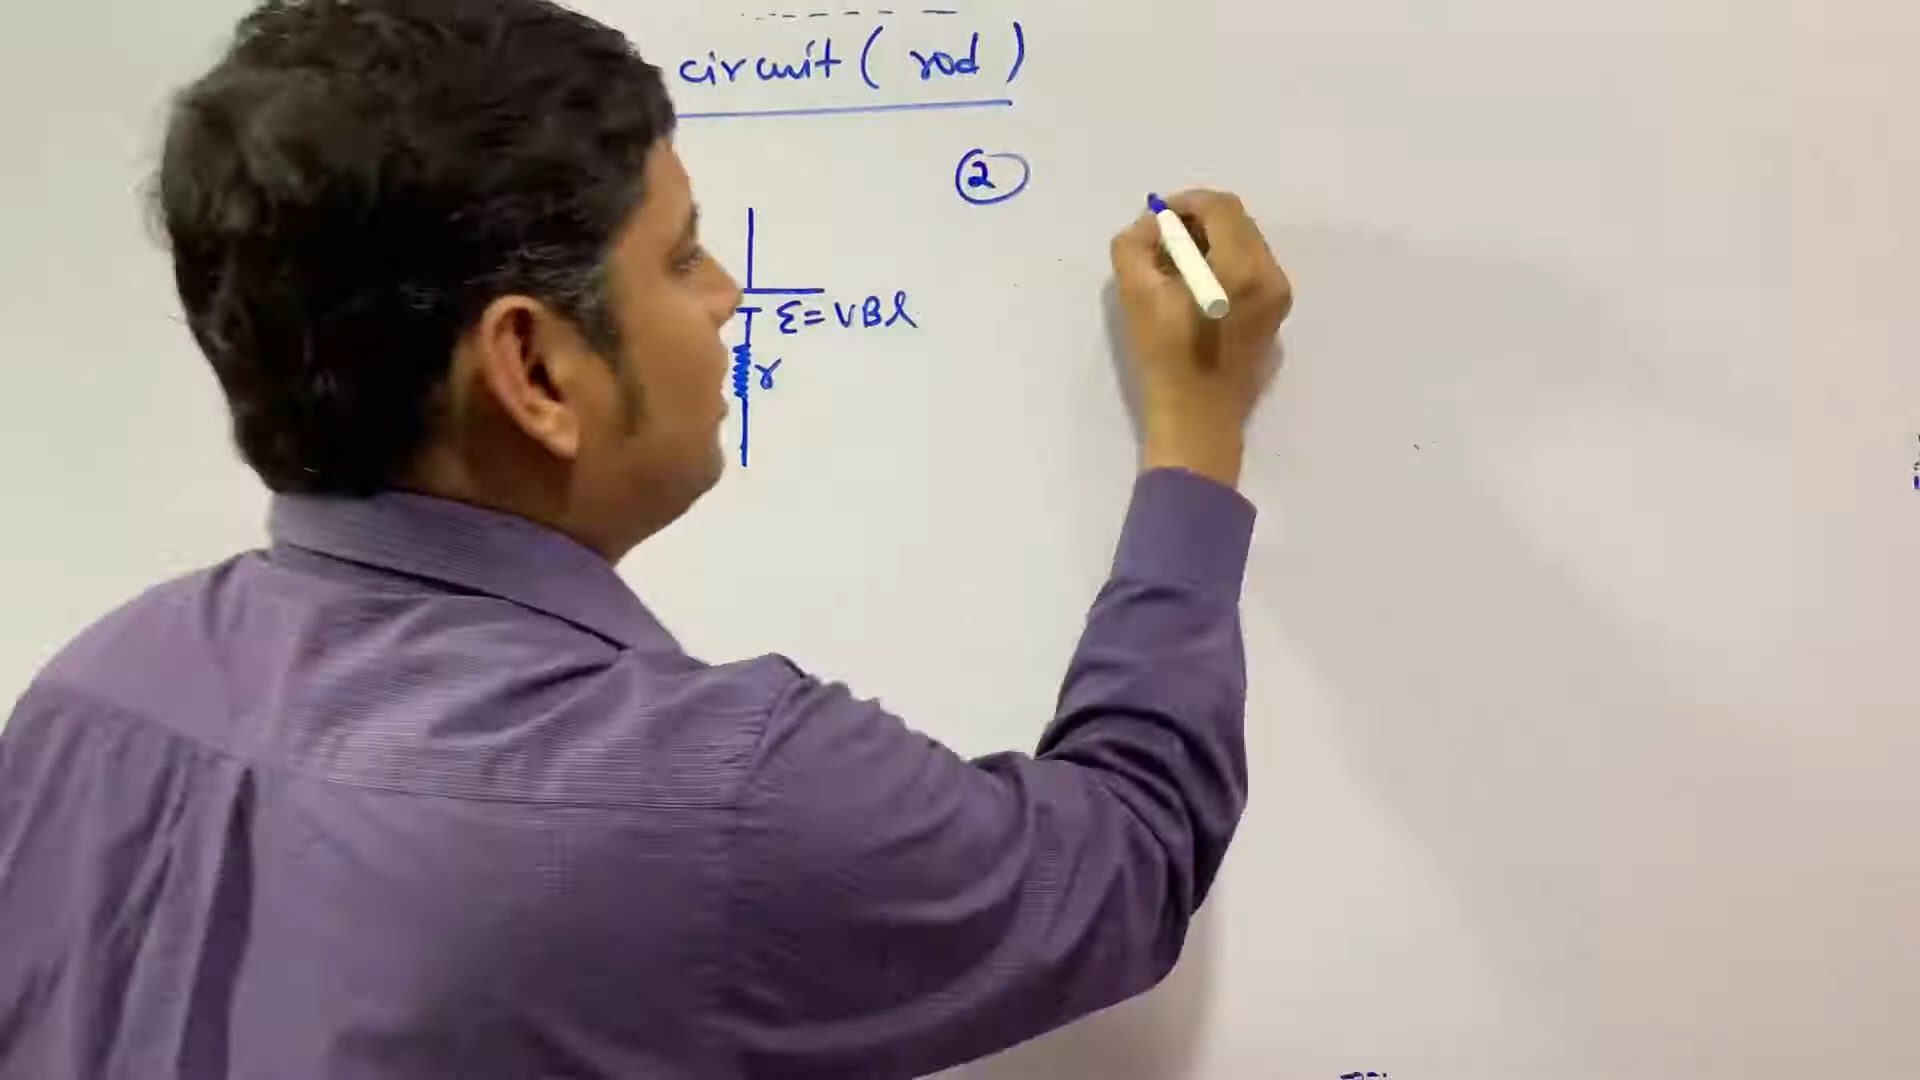 circuit ( rod )
2
ε = VBl
r